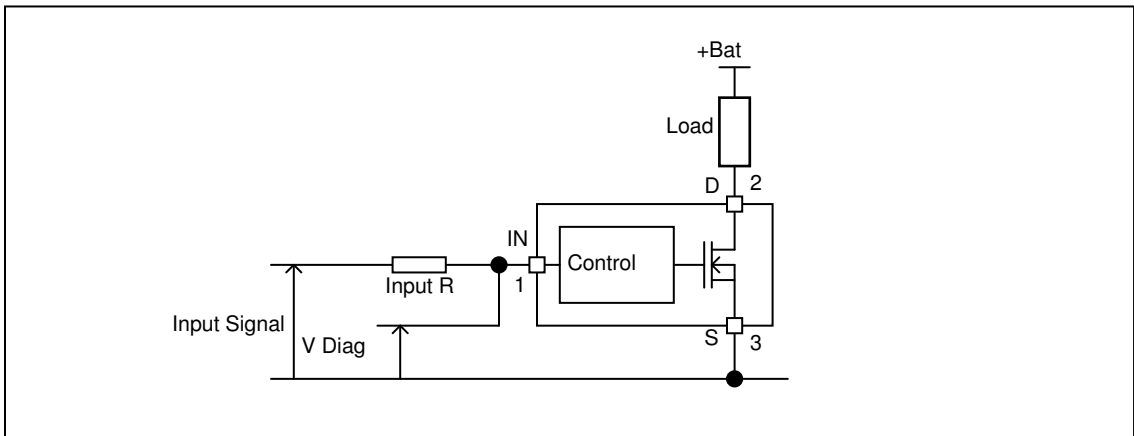 +Bat
Load
D 2
IN
Control
1
Input R
Input Signal
V Diag
S 3